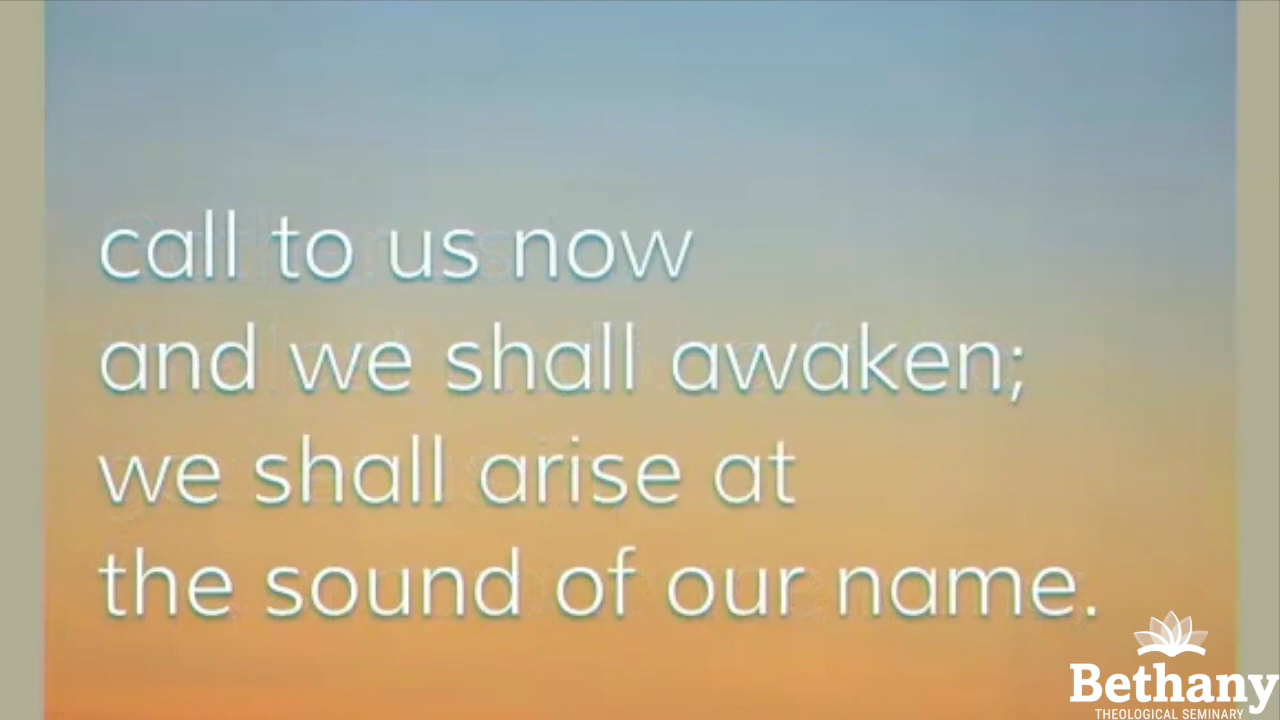 call to us now
and we shall awaken;
we shall arise at
the sound of our name.
Bethany
THEOLOGICAL SEMINARY